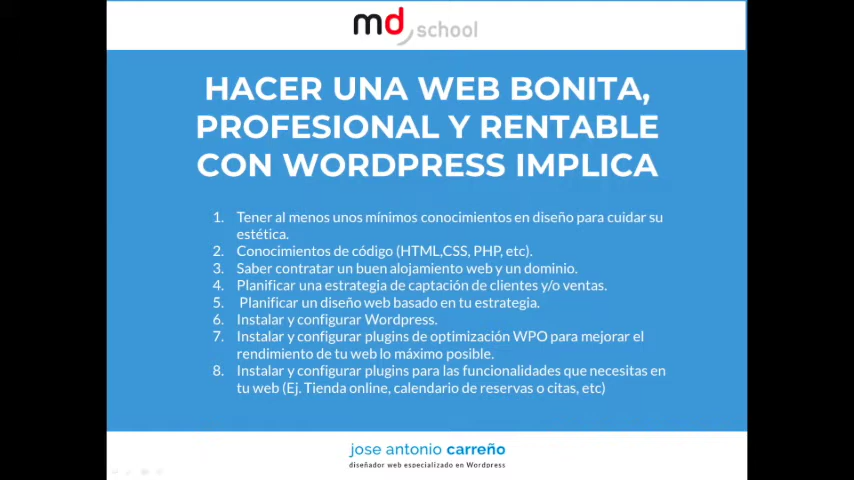 md school
HACER UNA WEB BONITA,
PROFESIONAL Y RENTABLE
CON WORDPRESS IMPLICA
1. Tener al menos unos mínimos conocimientos en diseño para cuidar su
estética.
2. Conocimientos de código (HTML,CSS, PHP, etc).
3. Saber contratar un buen alojamiento web y un dominio.
4. Planificar una estrategia de captación de clientes y/o ventas.
5. Planificar un diseño web basado en tu estrategia.
6. Instalar y configurar Wordpress.
7. Instalar y configurar plugins de optimización WPO para mejorar el
rendimiento de tu web lo máximo posible.
8. Instalar y configurar plugins para las funcionalidades que necesitas en
tu web (Ej. Tienda online, calendario de reservas o citas, etc)
jose antonio carreño
diseñador web especializado en Wordpress